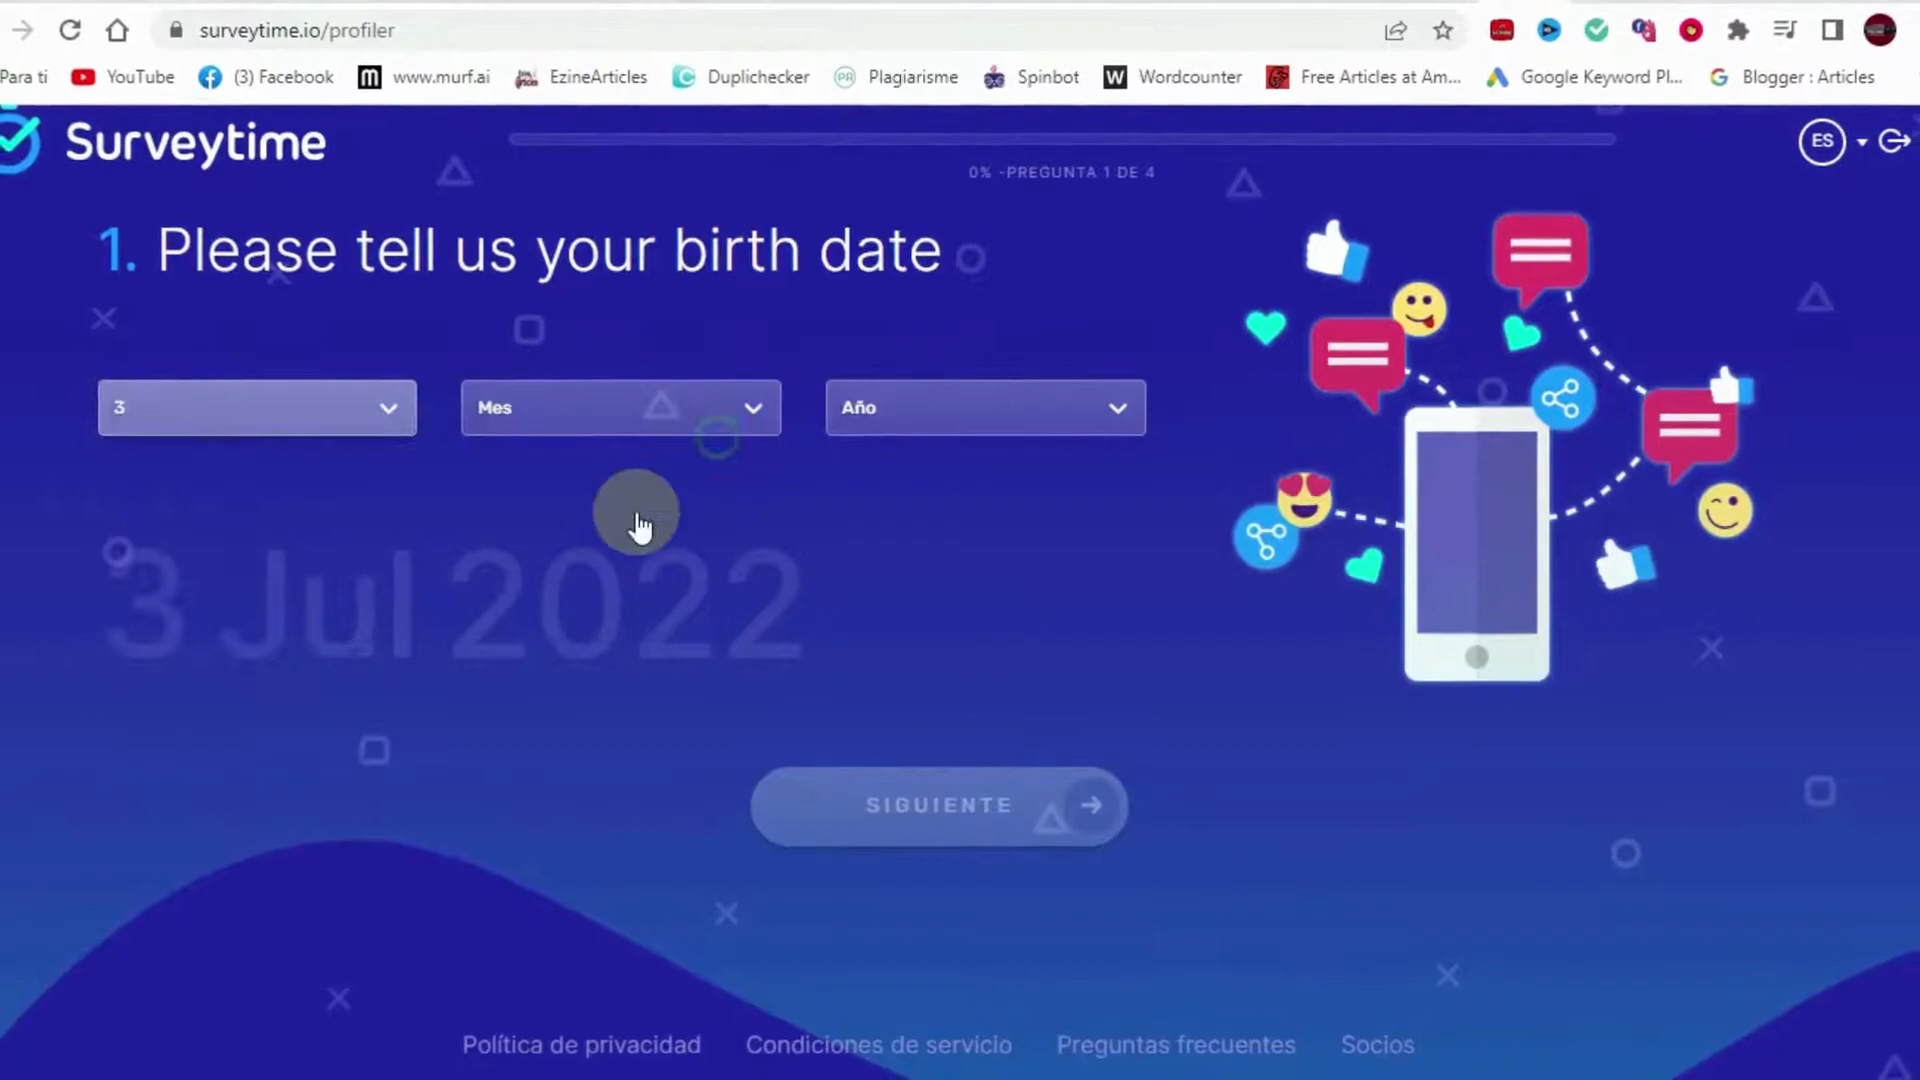 surveytime.io/profiler
Para ti
YouTube
(3) Facebook
www.murf.ai
EzineArticles
Duplichecker
PR
Plagiarisme
Spinbot
W
Wordcounter
Free Articles at Am...
Google Keyword Pl...
Blogger : Articles
Surveytime
0% -PREGUNTA 1 DE 4
ES
1. Please tell us your birth date
3
Mes
Año
3 Jul 2022
SIGUIENTE
Política de privacidad
Condiciones de servicio
Preguntas frecuentes
Socios